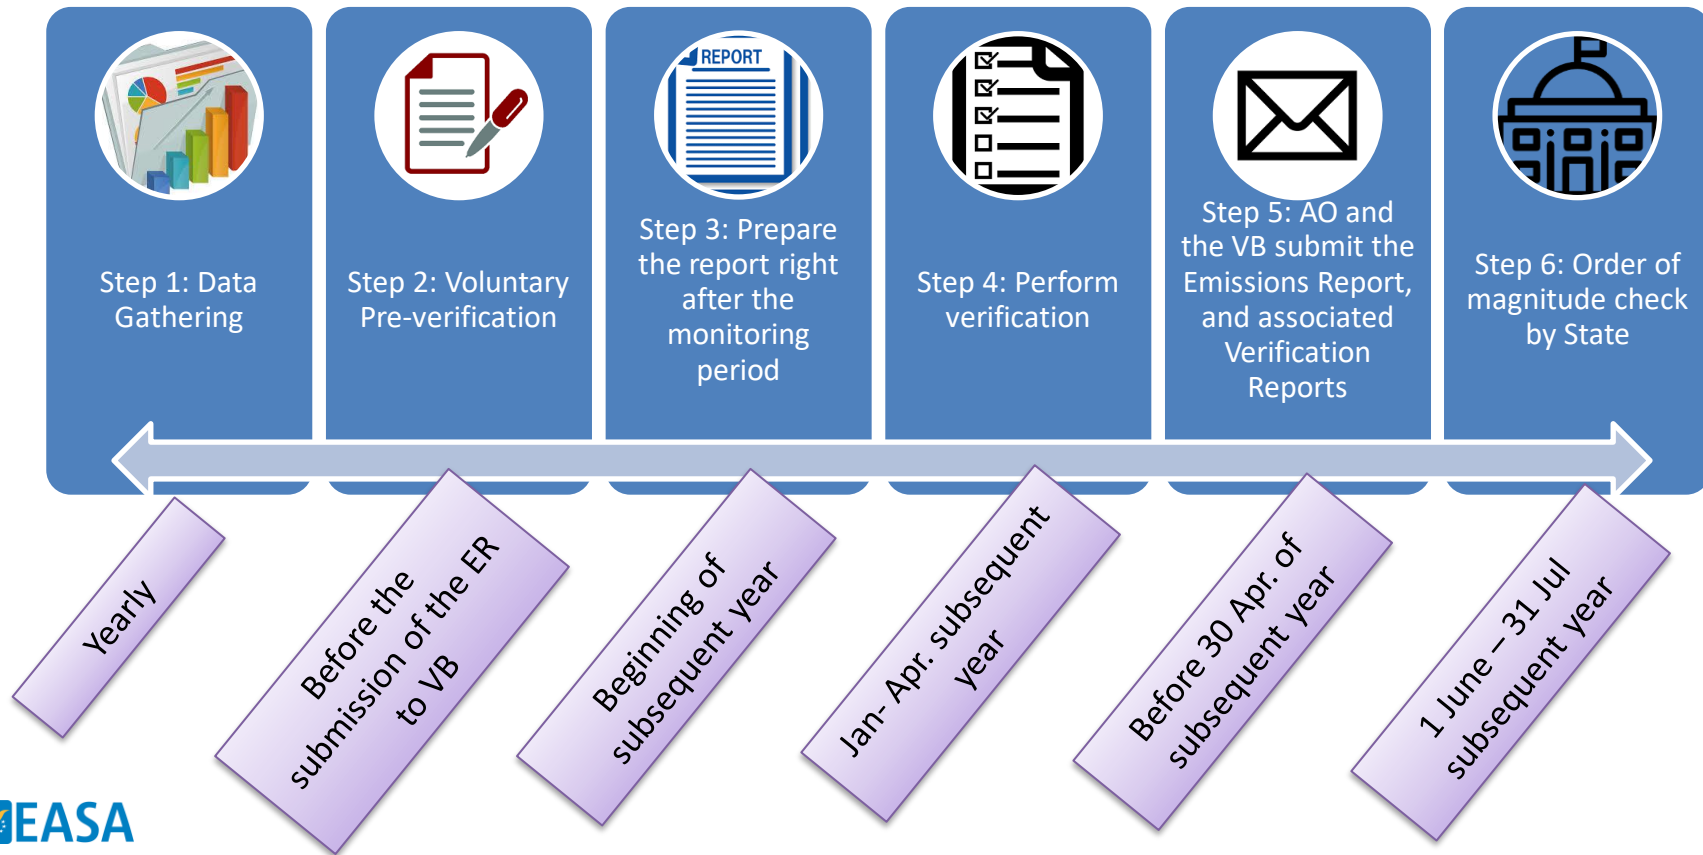 REPORT
Step 1: Data
Gathering
Step 2: Voluntary
Pre-verification
Step 3: Prepare
the report right
after the
monitoring
period
Step 4: Perform
verification
Step 5: AO and
the VB submit the
Emissions Report,
and associated
Verification
Reports
Step 6: Order of
magnitude check
by State
Yearly
Before the
submission of the ER
to VB
Beginning of
subsequent year
Jan- Apr. subsequent
year
Before 30 Apr. of
subsequent year
1 June – 31 Jul
subsequent year
EASA